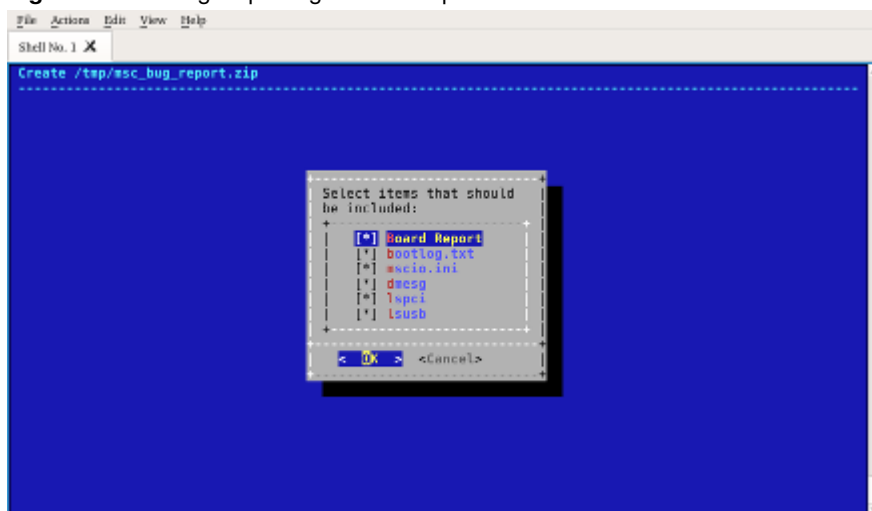 File Actions Edit View Help
Shell No. 1 X
Create /tmp/msc_bug_report.zip
Select items that should
be included:
[*] Board Report
[*] bootlog.txt
[*] mscio.ini
[*] dmesg
[*] lspci
[*] lsusb
< OK > <Cancel>